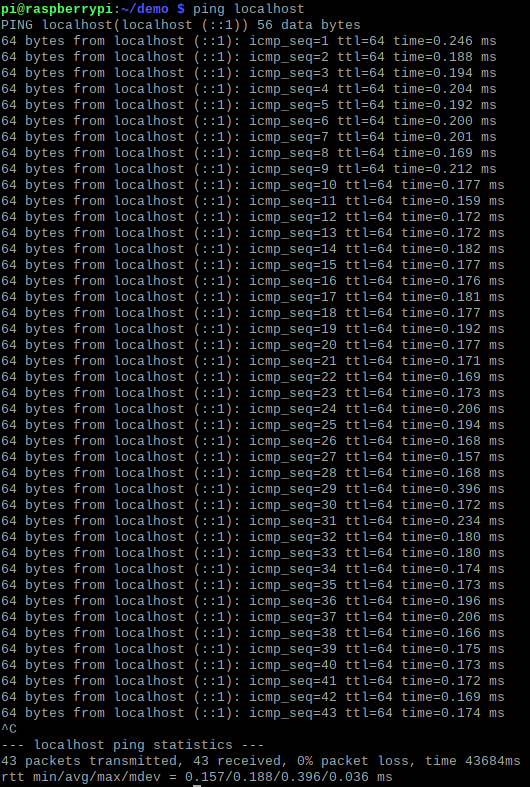 pi@raspberrypi:~/demo $ ping localhost
PING localhost(localhost (::1)) 56 data bytes
64 bytes from localhost (::1): icmp_seq=1 ttl=64 time=0.246 ms
64 bytes from localhost (::1): icmp_seq=2 ttl=64 time=0.188 ms
64 bytes from localhost (::1): icmp_seq=3 ttl=64 time=0.194 ms
64 bytes from localhost (::1): icmp_seq=4 ttl=64 time=0.204 ms
64 bytes from localhost (::1): icmp_seq=5 ttl=64 time=0.192 ms
64 bytes from localhost (::1): icmp_seq=6 ttl=64 time=0.200 ms
64 bytes from localhost (::1): icmp_seq=7 ttl=64 time=0.201 ms
64 bytes from localhost (::1): icmp_seq=8 ttl=64 time=0.169 ms
64 bytes from localhost (::1): icmp_seq=9 ttl=64 time=0.212 ms
64 bytes from localhost (::1): icmp_seq=10 ttl=64 time=0.177 ms
64 bytes from localhost (::1): icmp_seq=11 ttl=64 time=0.159 ms
64 bytes from localhost (::1): icmp_seq=12 ttl=64 time=0.172 ms
64 bytes from localhost (::1): icmp_seq=13 ttl=64 time=0.172 ms
64 bytes from localhost (::1): icmp_seq=14 ttl=64 time=0.182 ms
64 bytes from localhost (::1): icmp_seq=15 ttl=64 time=0.177 ms
64 bytes from localhost (::1): icmp_seq=16 ttl=64 time=0.176 ms
64 bytes from localhost (::1): icmp_seq=17 ttl=64 time=0.181 ms
64 bytes from localhost (::1): icmp_seq=18 ttl=64 time=0.177 ms
64 bytes from localhost (::1): icmp_seq=19 ttl=64 time=0.192 ms
64 bytes from localhost (::1): icmp_seq=20 ttl=64 time=0.177 ms
64 bytes from localhost (::1): icmp_seq=21 ttl=64 time=0.171 ms
64 bytes from localhost (::1): icmp_seq=22 ttl=64 time=0.169 ms
64 bytes from localhost (::1): icmp_seq=23 ttl=64 time=0.173 ms
64 bytes from localhost (::1): icmp_seq=24 ttl=64 time=0.206 ms
64 bytes from localhost (::1): icmp_seq=25 ttl=64 time=0.194 ms
64 bytes from localhost (::1): icmp_seq=26 ttl=64 time=0.168 ms
64 bytes from localhost (::1): icmp_seq=27 ttl=64 time=0.157 ms
64 bytes from localhost (::1): icmp_seq=28 ttl=64 time=0.168 ms
64 bytes from localhost (::1): icmp_seq=29 ttl=64 time=0.396 ms
64 bytes from localhost (::1): icmp_seq=30 ttl=64 time=0.172 ms
64 bytes from localhost (::1): icmp_seq=31 ttl=64 time=0.234 ms
64 bytes from localhost (::1): icmp_seq=32 ttl=64 time=0.180 ms
64 bytes from localhost (::1): icmp_seq=33 ttl=64 time=0.180 ms
64 bytes from localhost (::1): icmp_seq=34 ttl=64 time=0.174 ms
64 bytes from localhost (::1): icmp_seq=35 ttl=64 time=0.173 ms
64 bytes from localhost (::1): icmp_seq=36 ttl=64 time=0.196 ms
64 bytes from localhost (::1): icmp_seq=37 ttl=64 time=0.206 ms
64 bytes from localhost (::1): icmp_seq=38 ttl=64 time=0.166 ms
64 bytes from localhost (::1): icmp_seq=39 ttl=64 time=0.175 ms
64 bytes from localhost (::1): icmp_seq=40 ttl=64 time=0.173 ms
64 bytes from localhost (::1): icmp_seq=41 ttl=64 time=0.172 ms
64 bytes from localhost (::1): icmp_seq=42 ttl=64 time=0.169 ms
64 bytes from localhost (::1): icmp_seq=43 ttl=64 time=0.174 ms
^C
--- localhost ping statistics ---
43 packets transmitted, 43 received, 0% packet loss, time 43684ms
rtt min/avg/max/mdev = 0.157/0.188/0.396/0.036 ms